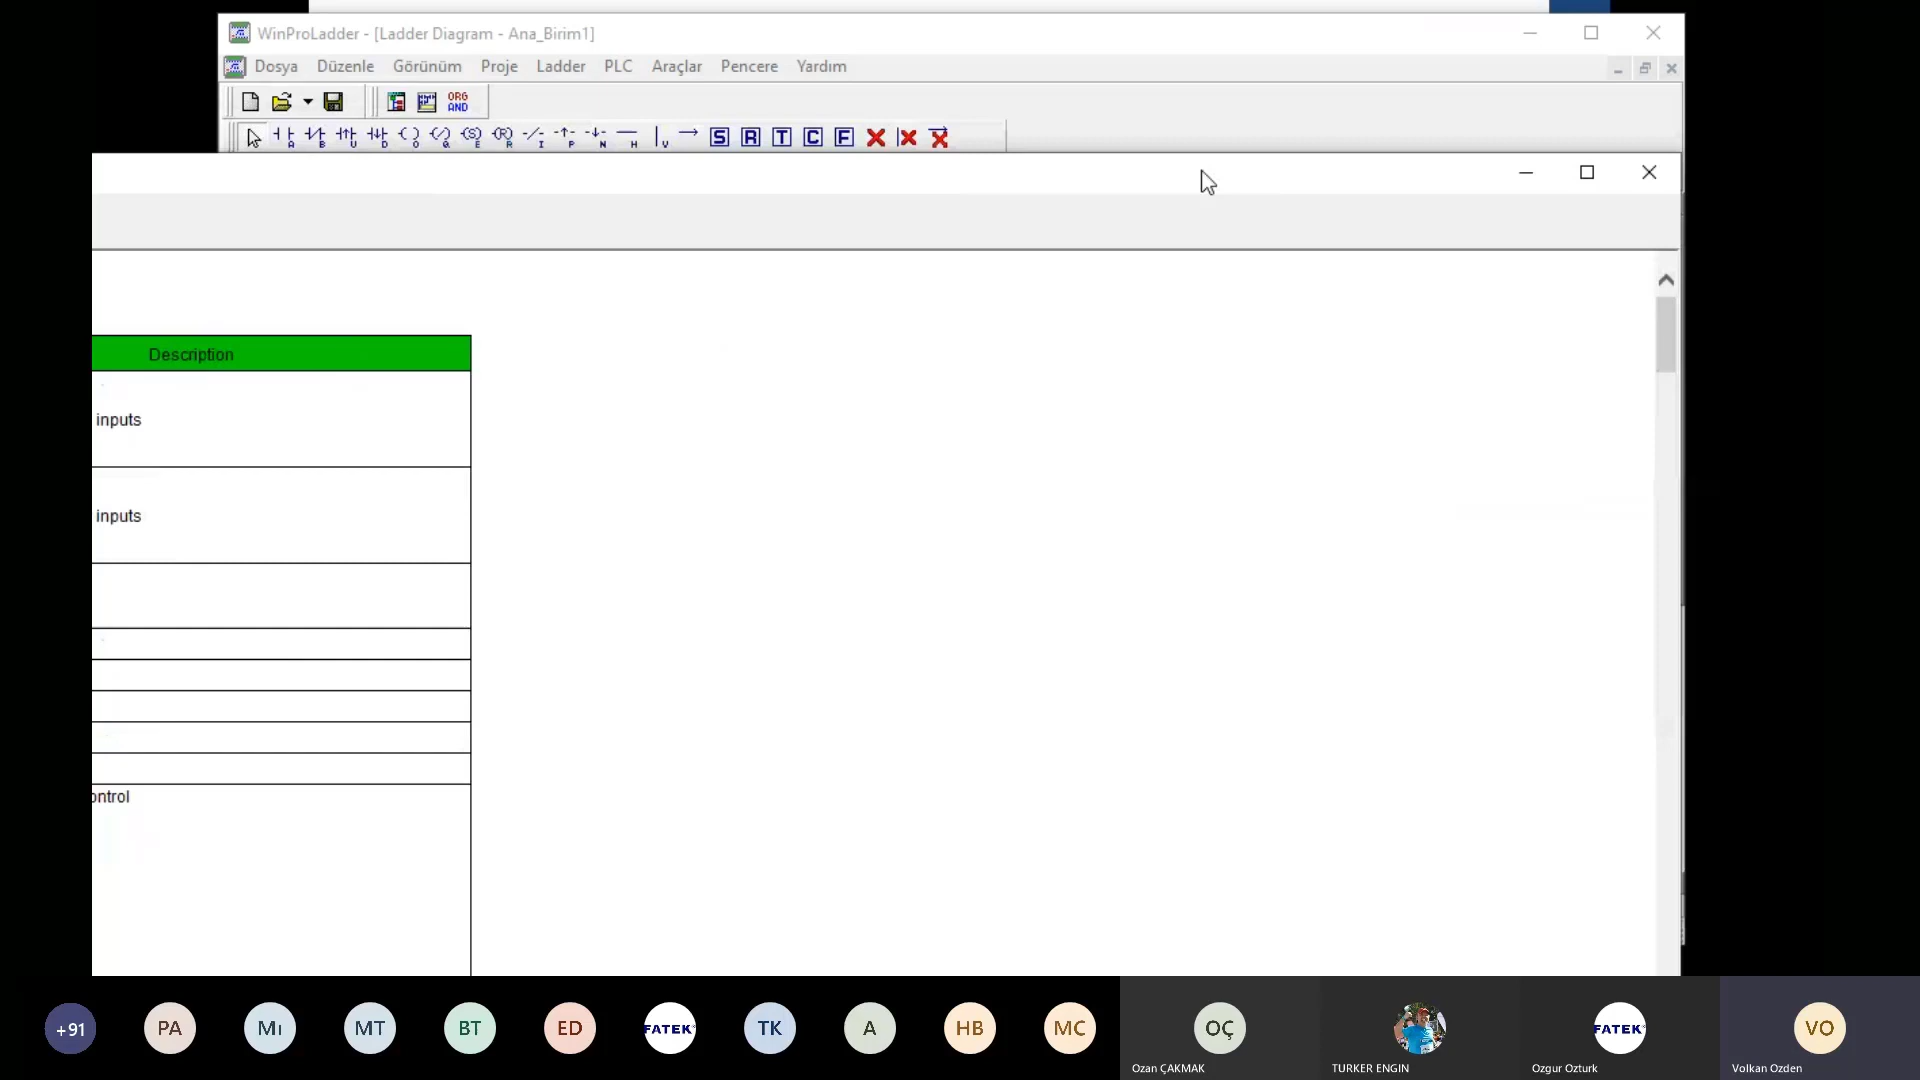 WinProLadder - [Ladder Diagram - Ana_Birim1]
Dosya Düzenle Görünüm Proje Ladder PLC Araçlar Pencere Yardım
ORG
AND
A B U D O Q E R I P N H V S R T C F
Description
inputs
inputs
ontrol
+91 PA Mı MT BT ED FATEK TK A HB MC OÇ FATEK VO
Ozan ÇAKMAK TURKER ENGIN Ozgur Ozturk Volkan Ozden